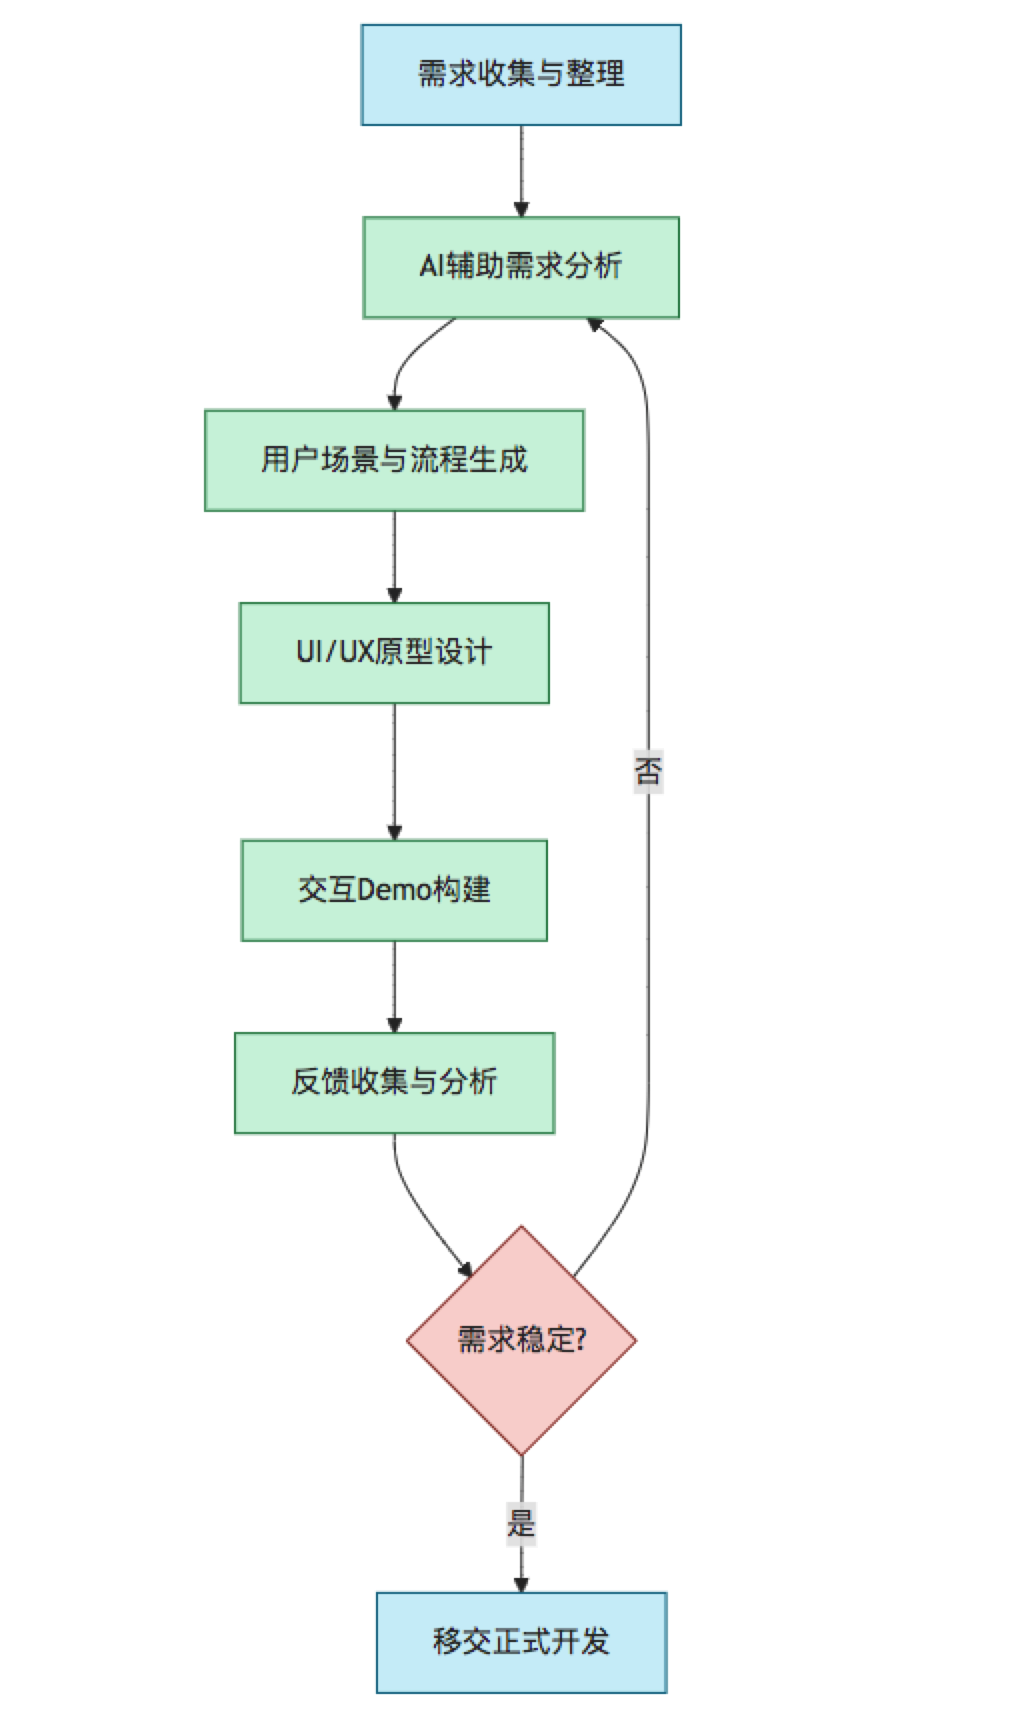 需求收集与整理
AI辅助需求分析
用户场景与流程生成
UI/UX原型设计
否
交互Demo构建
反馈收集与分析
需求稳定?
是
移交正式开发